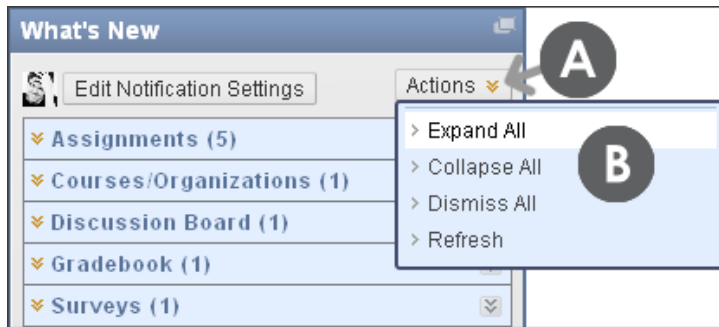 What's New
Edit Notification Settings
Actions
A
Assignments (5)
Courses/Organizations (1)
Discussion Board (1)
Gradebook (1)
Surveys (1)
Expand All
Collapse All
Dismiss All
Refresh
B